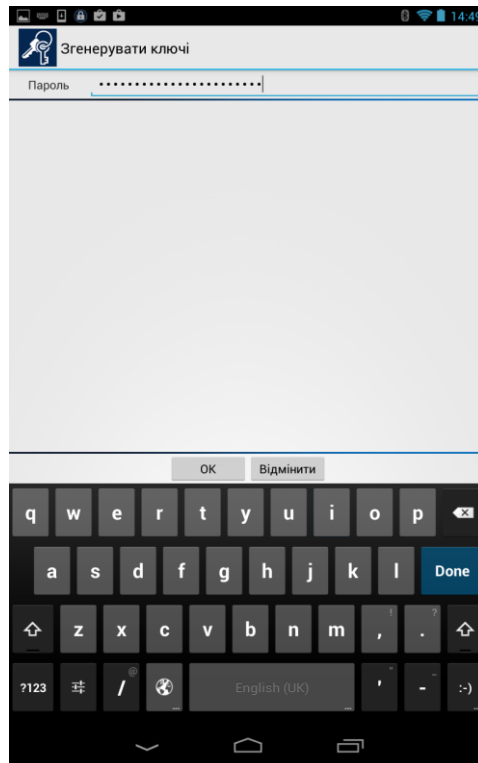 14:49
Згенерувати ключі
Пароль •••••••••••••••••••••••
OK Відмінити
q w e r t y u i o p
a s d f g h j k l Done
! ?
z x c v b n m , .
@
?123 / English (UK) ' - :-)